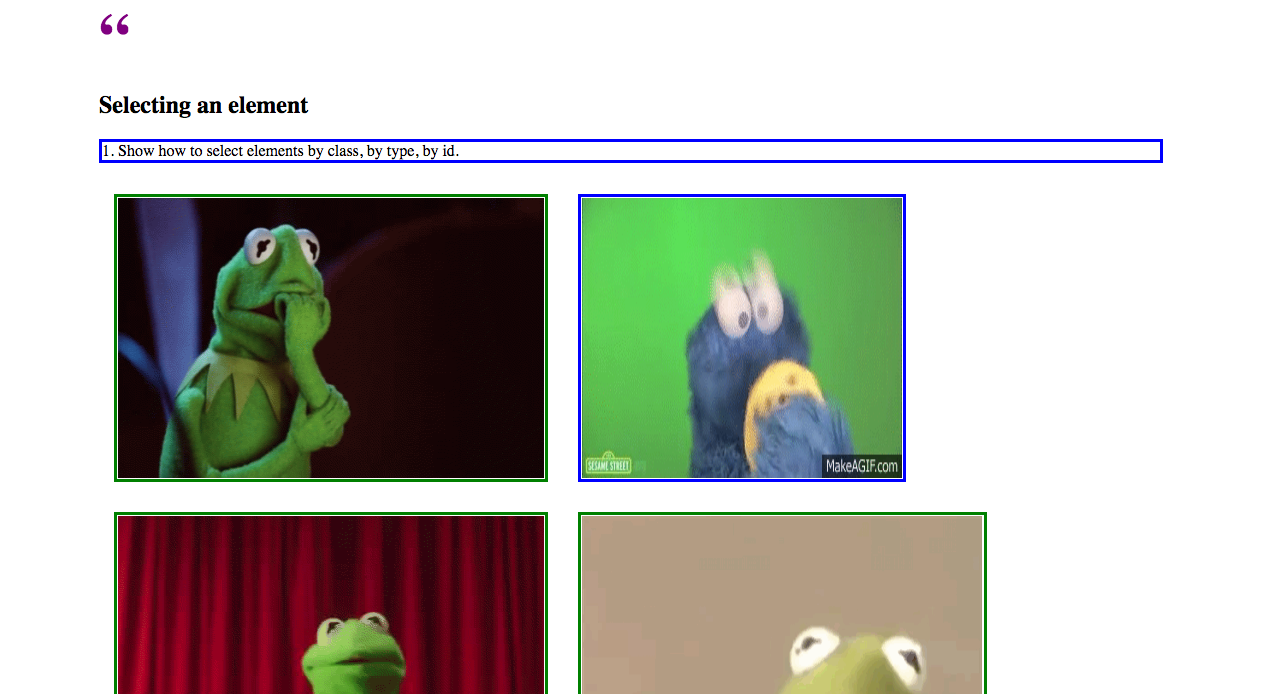 “
Selecting an element
1. Show how to select elements by class, by type, by id.
SESAME STREET
MakeAGIF.com